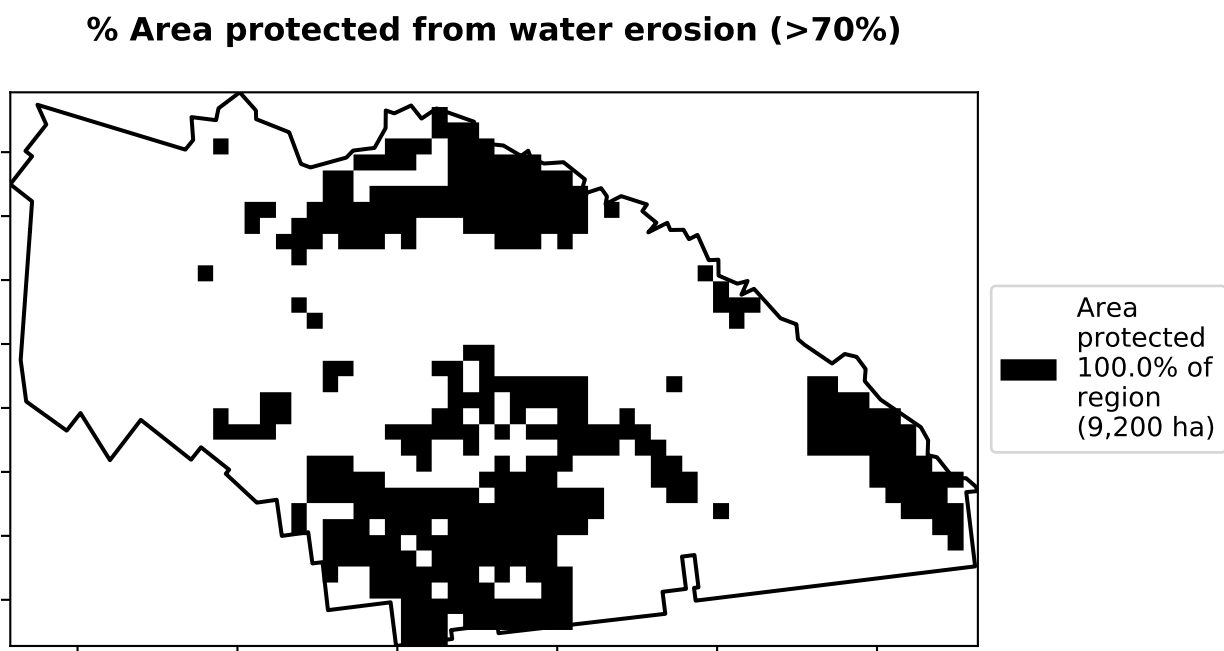 % Area protected from water erosion (>70%)
Area
protected
100.0% of
region
(9,200 ha)